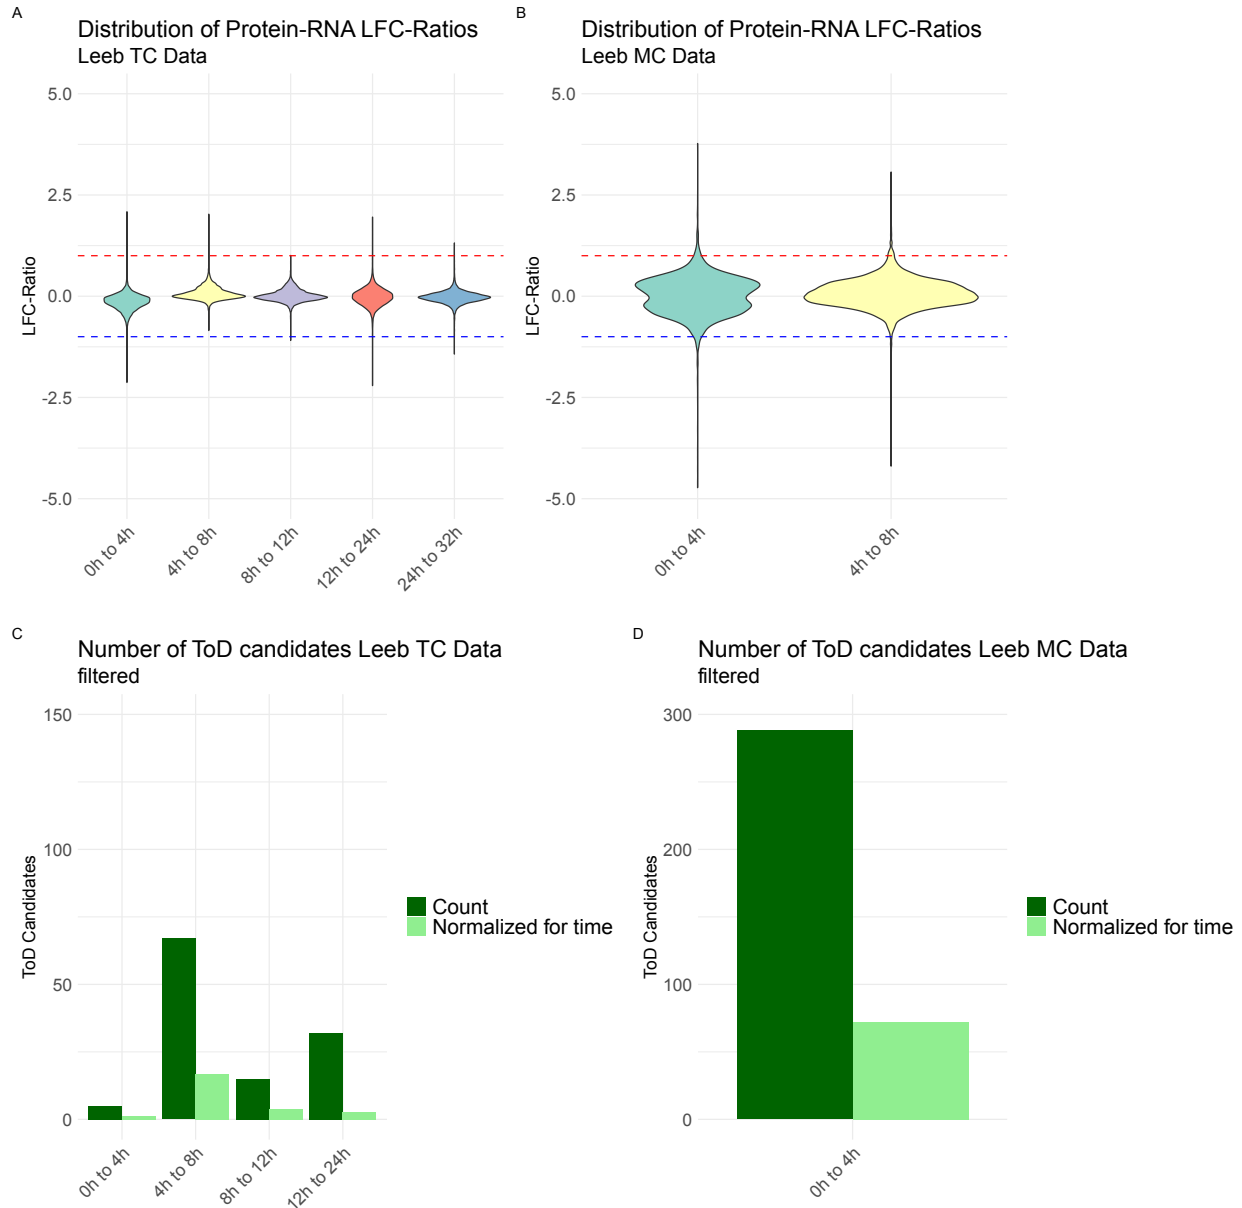 A
Distribution of Protein-RNA LFC-Ratios
Leeb TC Data
LFC-Ratio
5.0
2.5
0.0
-2.5
-5.0
0h to 4h
4h to 8h
8h to 12h
12h to 24h
24h to 32h
B
Distribution of Protein-RNA LFC-Ratios
Leeb MC Data
LFC-Ratio
5.0
2.5
0.0
-2.5
-5.0
0h to 4h
4h to 8h
C
Number of ToD candidates Leeb TC Data
filtered
ToD Candidates
150
100
50
0
0h to 4h
4h to 8h
8h to 12h
12h to 24h
Count
Normalized for time
D
Number of ToD candidates Leeb MC Data
filtered
ToD Candidates
300
200
100
0
0h to 4h
Count
Normalized for time